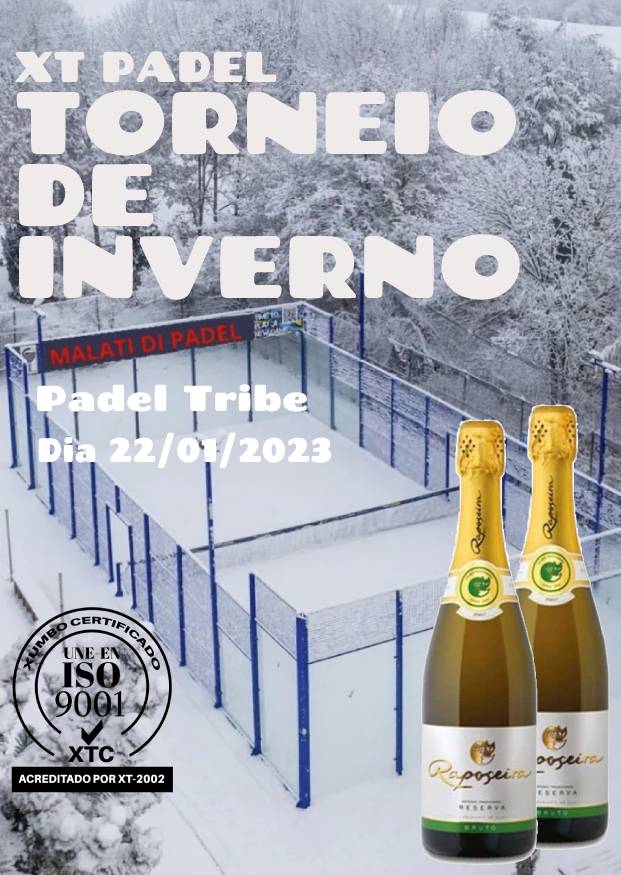 XT PADEL
TORNEIO
DE
INVERNO
MALATI DI PADEL
Padel Tribe
Dia 22/01/2023
XUMBO CERTIFICADO
UNE-EN
ISO
9001
XTC
ACREDITADO POR XT-2002
Raposeira
Raposeira
Raposeira
RESERVA
BRUTO
Raposeira
RESERVA
BRUTO